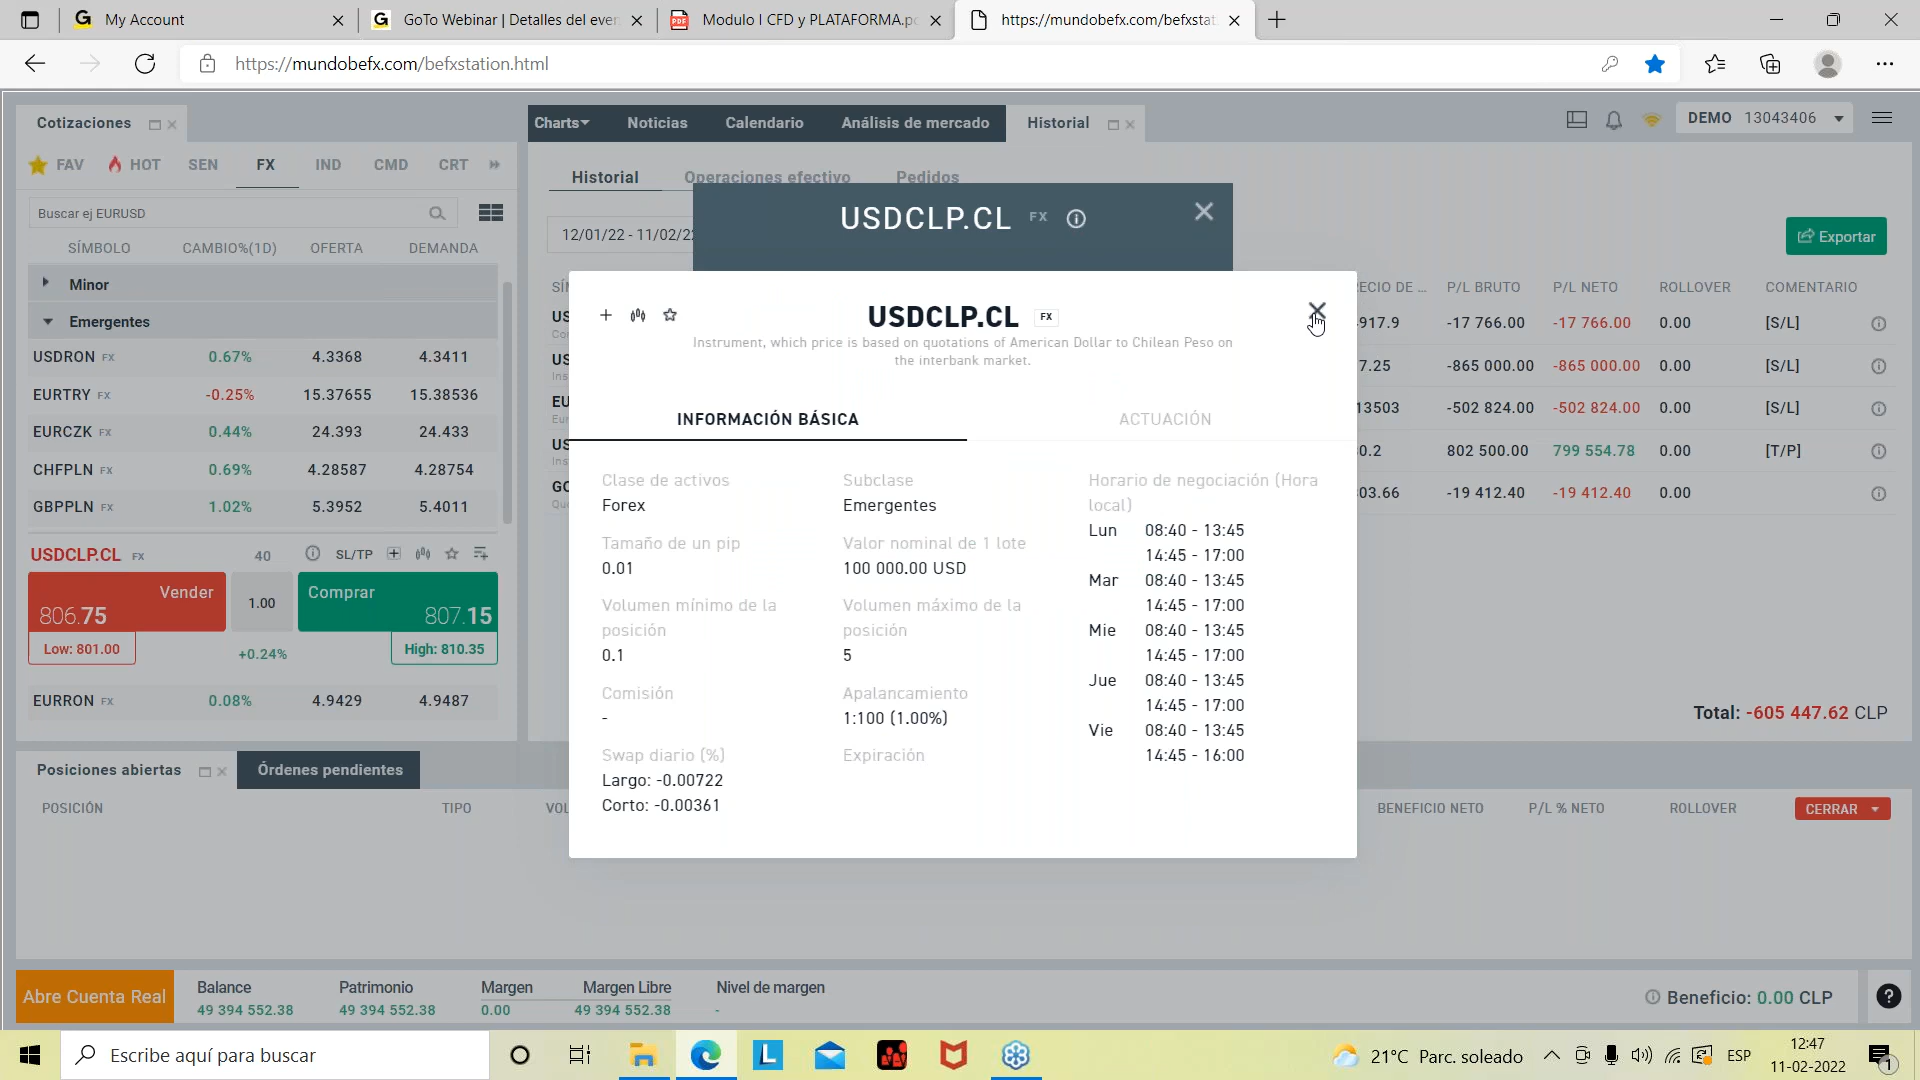 My Account
GoTo Webinar | Detalles del even
Modulo I CFD y PLATAFORMA.p
https://mundobefx.com/befxstat
https://mundobefx.com/befxstation.html
Cotizaciones
Charts
Noticias
Calendario
Análisis de mercado
Historial
DEMO 13043406
FAV HOT SEN FX IND CMD CRT
Historial
Operaciones efectivo
Pedidos
Buscar ej EURUSD
12/01/22 - 11/02/22
USDCLP.CL FX
Exportar
SÍMBOLO CAMBIO%(1D) OFERTA DEMANDA
Minor
Emergentes
USDRON FX 0.67% 4.3368 4.3411
EURTRY FX -0.25% 15.37655 15.38536
EURCZK FX 0.44% 24.393 24.433
CHFPLN FX 0.69% 4.28587 4.28754
GBPPLN FX 1.02% 5.3952 5.4011
USDCLP.CL FX 40 SL/TP
Vender 806.75
1.00
Comprar 807.15
Low: 801.00 +0.24% High: 810.35
EURRON FX 0.08% 4.9429 4.9487
ECIO DE ... P/L BRUTO P/L NETO ROLLOVER COMENTARIO
917.9 -17 766.00 -17 766.00 0.00 [S/L]
7.25 -865 000.00 -865 000.00 0.00 [S/L]
13503 -502 824.00 -502 824.00 0.00 [S/L]
0.2 802 500.00 799 554.78 0.00 [T/P]
03.66 -19 412.40 -19 412.40 0.00
Total: -605 447.62 CLP
USDCLP.CL FX
Instrument, which price is based on quotations of American Dollar to Chilean Peso on
the interbank market.
INFORMACIÓN BÁSICA
ACTUACIÓN
Clase de activos
Forex
Subclase
Emergentes
Tamaño de un pip
0.01
Valor nominal de 1 lote
100 000.00 USD
Volumen mínimo de la
posición
0.1
Volumen máximo de la
posición
5
Comisión
-
Apalancamiento
1:100 (1.00%)
Swap diario (%)
Largo: -0.00722
Corto: -0.00361
Expiración
Horario de negociación (Hora
local)
Lun 08:40 - 13:45
14:45 - 17:00
Mar 08:40 - 13:45
14:45 - 17:00
Mie 08:40 - 13:45
14:45 - 17:00
Jue 08:40 - 13:45
14:45 - 17:00
Vie 08:40 - 13:45
14:45 - 16:00
Posiciones abiertas
Órdenes pendientes
POSICIÓN TIPO VOL BENEFICIO NETO P/L % NETO ROLLOVER CERRAR
Abre Cuenta Real
Balance Patrimonio Margen Margen Libre Nivel de margen
49 394 552.38 49 394 552.38 0.00 49 394 552.38 -
Beneficio: 0.00 CLP
Escribe aquí para buscar
21°C Parc. soleado
ESP
12:47
11-02-2022
1